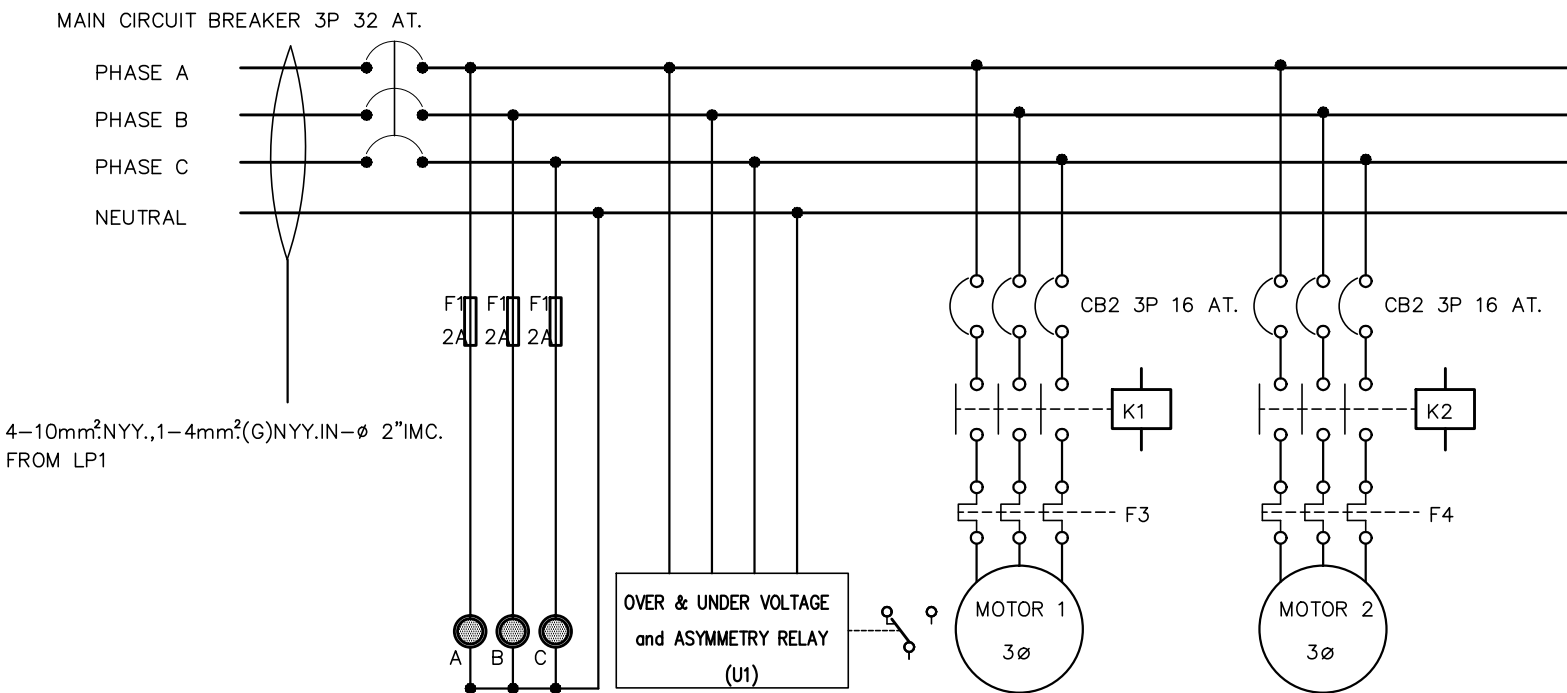 MAIN CIRCUIT BREAKER 3P 32 AT.
PHASE A
PHASE B
PHASE C
NEUTRAL
F1 F1 F1
2A 2A 2A
CB2 3P 16 AT.
CB2 3P 16 AT.
K1
K2
4-10mm².NYY.,1-4mm².(G)NYY.IN-ø 2"IMC.
FROM LP1
F3
F4
OVER & UNDER VOLTAGE
and ASYMMETRY RELAY
(U1)
MOTOR 1
3ø
MOTOR 2
3ø
A B C